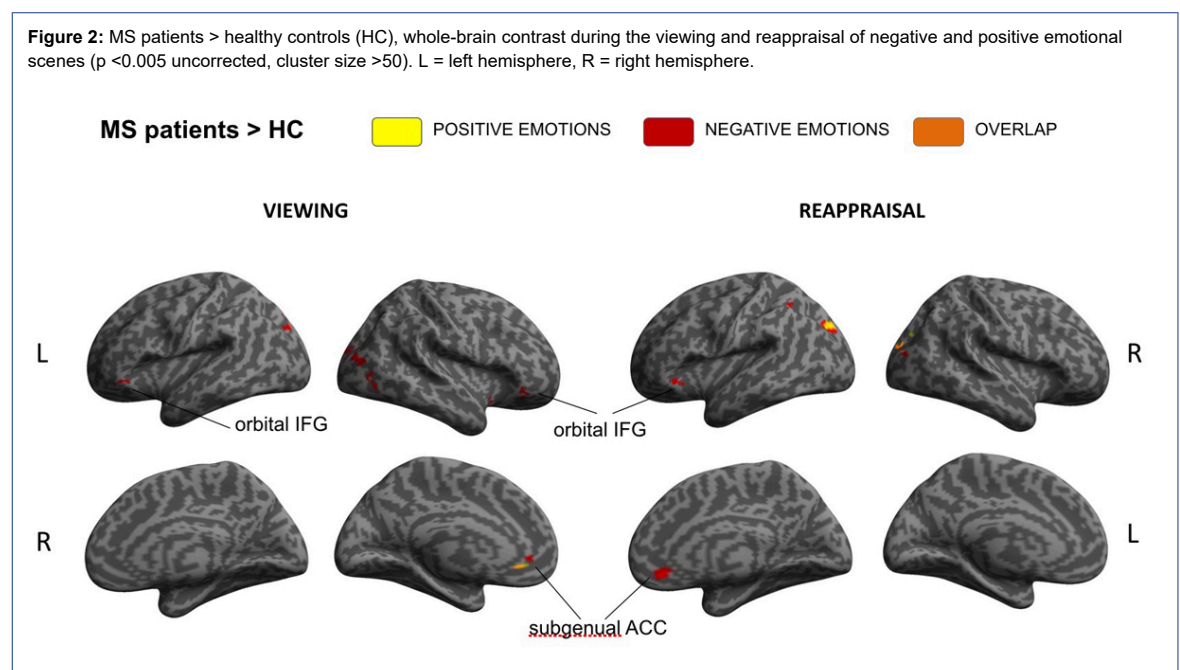 Figure 2: MS patients > healthy controls (HC), whole-brain contrast during the viewing and reappraisal of negative and positive emotional
scenes (p <0.005 uncorrected, cluster size >50). L = left hemisphere, R = right hemisphere.
MS patients > HC
POSITIVE EMOTIONS
NEGATIVE EMOTIONS
OVERLAP
VIEWING
REAPPRAISAL
L
R
orbital IFG
orbital IFG
R
L
subgenual ACC